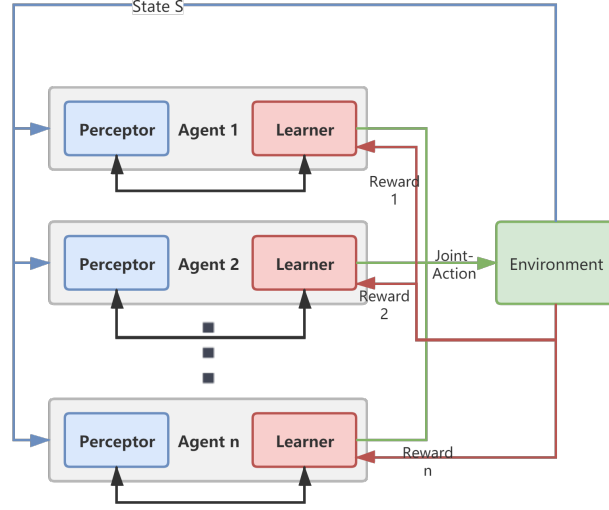 State S
Perceptor Agent 1 Learner
Reward
1
Perceptor Agent 2 Learner
Joint-
Action
Environment
Reward
2
Perceptor Agent n Learner
Reward
n